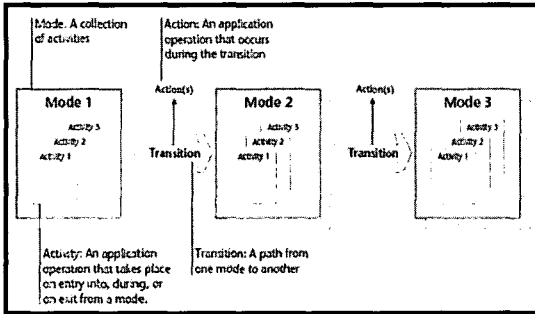 Mode: A collection
of activities
Action: An application
operation that occurs
during the transition
Action(s)
Action(s)
Mode 1
Activity 3
Activity 2
Activity 1
Transition
Mode 2
Activity 3
Activity 2
Activity 1
Transition
Mode 3
Activity 3
Activity 2
Activity 1
Activity: An application
operation that takes place
on entry into, during, or
on exit from a mode.
Transition: A path from
one mode to another